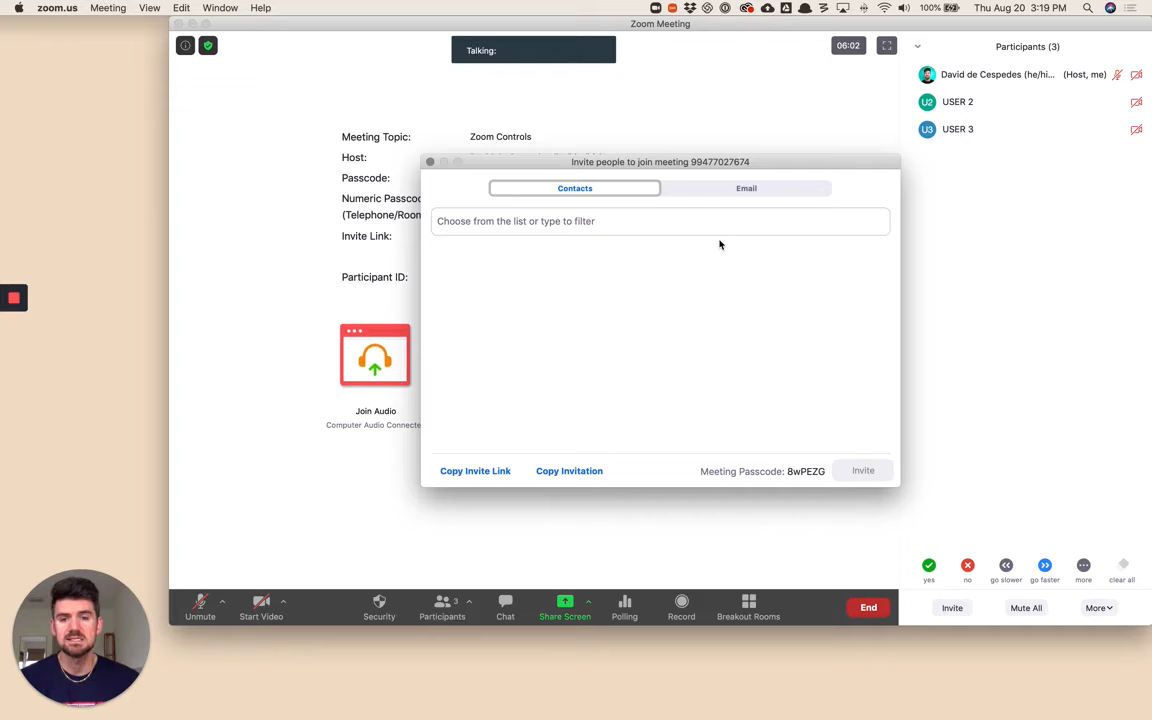 zoom.us Meeting View Edit Window Help
100% Thu Aug 20 3:19 PM
Zoom Meeting
Talking:
06:02
Participants (3)
David de Cespedes (he/hi... (Host, me)
U2 USER 2
U3 USER 3
Meeting Topic: Zoom Controls
Host:
Passcode:
Numeric Passco
(Telephone/Roon
Invite Link:
Participant ID:
Join Audio
Computer Audio Connecte
Invite people to join meeting 99477027674
Contacts Email
Choose from the list or type to filter
Copy Invite Link Copy Invitation Meeting Passcode: 8wPEZG Invite
yes no go slower go faster more clear all
Invite Mute All More
Unmute Start Video Security Participants 3 Chat Share Screen Polling Record Breakout Rooms End